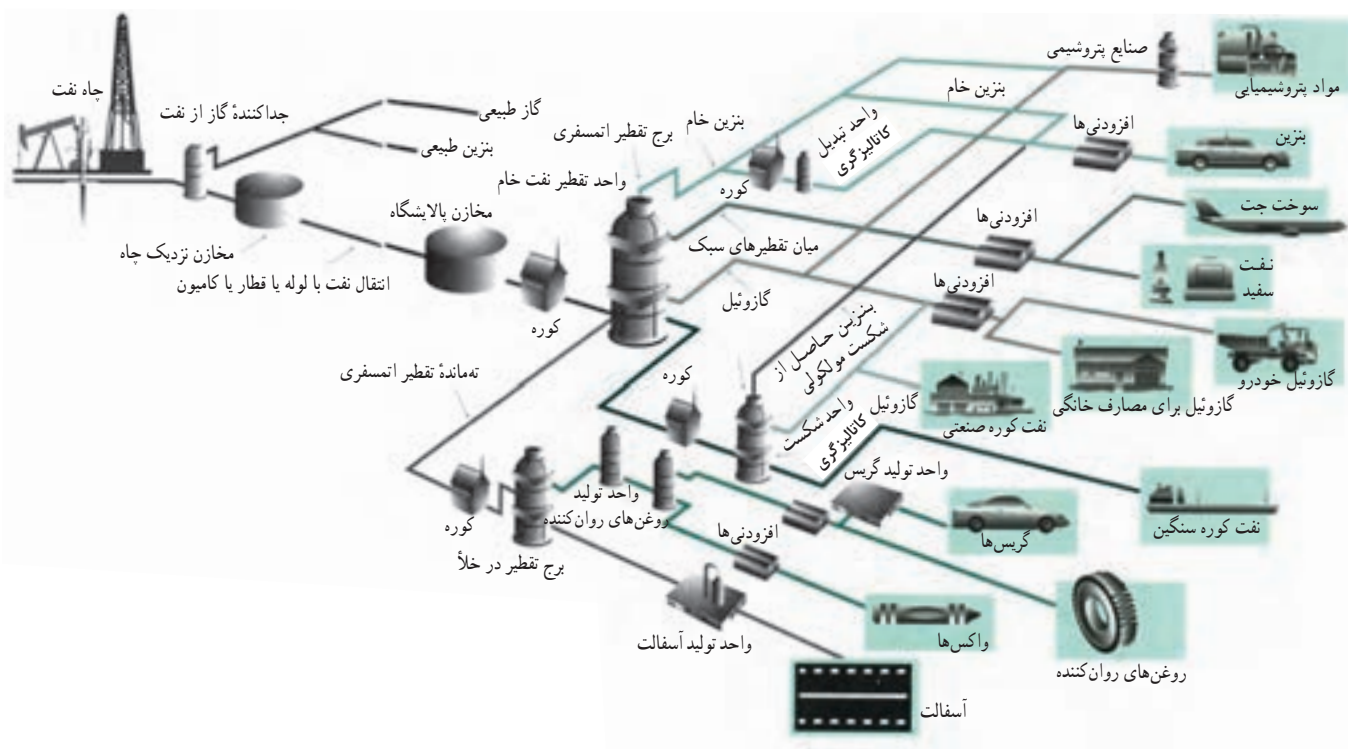 چاه نفت
جداکنندهٔ گاز از نفت
گاز طبیعی
بنزین طبیعی
مخازن نزدیک چاه
انتقال نفت با لوله یا قطار یا کامیون
مخازن پالایشگاه
کوره
واحد تقطیر نفت خام
برج تقطیر اتمسفری
بنزین خام
کوره
واحد تبدیل
کاتالیزگری
بنزین خام
صنایع پتروشیمی
مواد پتروشیمیایی
افزودنی‌ها
بنزین
میان تقطیرهای سبک
افزودنی‌ها
سوخت جت
نفت
سفید
گازوئیل
افزودنی‌ها
گازوئیل خودرو
گازوئیل برای مصارف خانگی
نفت کوره صنعتی
بنزین حاصل از
شکست مولکولی
گازوئیل
کوره
واحد شکست
کاتالیزگری
نفت کوره سنگین
ته‌ماندهٔ تقطیر اتمسفری
کوره
برج تقطیر در خلأ
واحد تولید
روغن‌های روان‌کننده
واحد تولید گریس
گریس‌ها
افزودنی‌ها
روغن‌های روان‌کننده
واکس‌ها
واحد تولید آسفالت
آسفالت